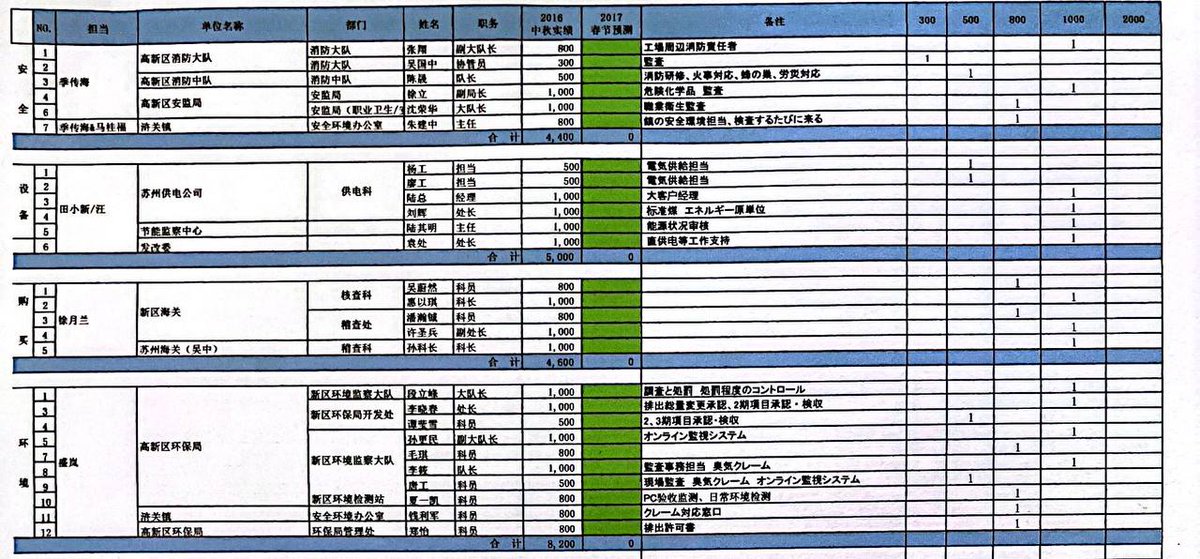 NO. 担当 单位名称 部门 姓名 职务 2016 中秋实绩 2017 春节预测 备注 300 500 800 1000 2000
安全
1 季传海 高新区消防大队 消防大队 张翔 副大队长 800 工場周辺消防責任者 1
2 消防大队 吴国中 协管员 300 監査 1
3 高新区消防中队 消防中队 陈晟 队长 500 消防研修、火事対応、蜂の巣、労災対応 1
4 高新区安监局 安监局 徐立 副局长 1,000 危険化学品 監査 1
6 安监局（职业卫生/ 沈荣华 大队长 1,000 職業衛生監査 1
7 季传海&马桂福 浒关镇 安全环境办公室 朱建中 主任 800 鎮の安全環境担当、検査するたびに来る 1
合 计 4,400 0
设备
1 田小新/汪 苏州供电公司 供电科 杨工 担当 500 電気供給担当 1
2 廖工 担当 500 電気供給担当 1
3 陆总 经理 1,000 大客户经理 1
4 刘辉 处长 1,000 标准煤 エネルギー原単位 1
5 节能监察中心 陆其明 主任 1,000 能源状况审核 1
6 发改委 袁处 处长 1,000 直供电等工作支持 1
合 计 5,000 0
购买
1 徐月兰 新区海关 核查科 吴蔚然 科员 800 1
2 惠以琪 科长 1,000 1
3 稽查处 潘瀚铖 科员 800 1
4 许圣兵 副处长 1,000 1
5 苏州海关（吴中） 稽查科 孙科长 科长 1,000 1
合 计 4,600 0
环境
1 盛岚 高新区环保局 新区环境监察大队 段立峰 大队长 1,000 調査と処罰 処罰程度のコントロール 1
3 新区环保局开发处 李晓春 处长 1,000 排出総量変更承認、2期項目承認・検収 1
4 谭斐雪 科员 500 2、3期項目承認・検収 1
5 新区环境监察大队 孙更民 副大队长 1,000 オンライン監視システム 1
7 毛琪 科员 800 1
8 李筱 队长 1,000 監査事務担当 臭気クレーム 1
9 唐工 科员 500 現場監査 臭気クレーム オンライン監視システム 1
10 新区环境检测站 夏一凯 科员 800 PC验收监测、日常环境检测 1
11 浒关镇 安全环境办公室 钱利军 科员 800 クレーム対応窓口 1
12 高新区环保局 环保局管理处 郑怡 科员 800 排出許可書 1
合 计 8,200 0